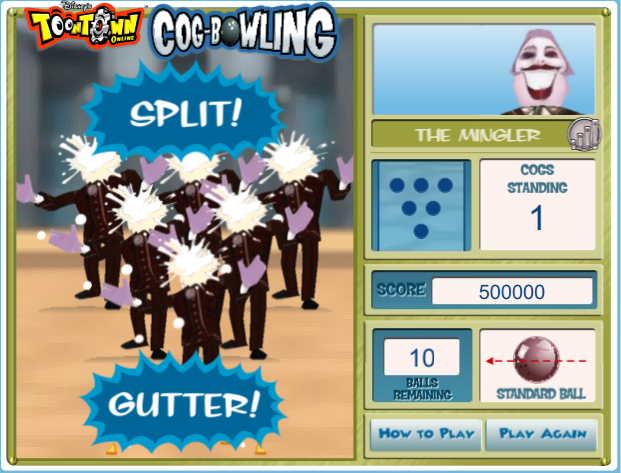 Disney's
TOONTOWN
ONLINE
COG-BOWLING
SPLIT!
GUTTER!
THE MINGLER
COGS
STANDING
1
SCORE
500000
10
BALLS
REMAINING
STANDARD BALL
HOW TO PLAY
PLAY AGAIN